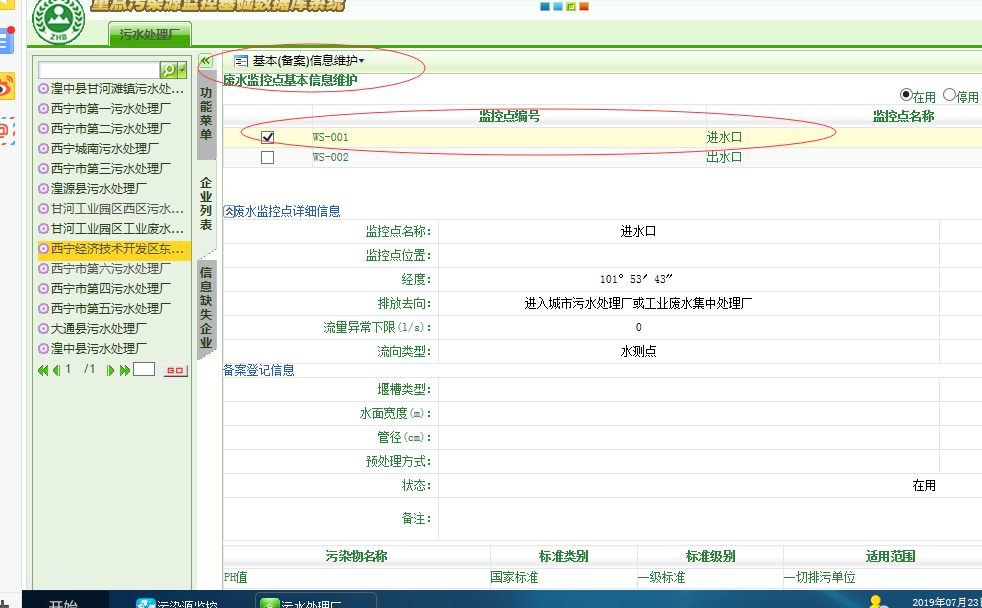 重点污染源监控基础数据库系统
ZHB
污水处理厂
基本(备案)信息维护
废水监控点基本信息维护
在用 停用
监控点编号 监控点名称
WS-001 进水口
WS-002 出水口
湟中县甘河滩镇污水处...
西宁市第一污水处理厂
西宁市第二污水处理厂
西宁城南污水处理厂
西宁市第三污水处理厂
湟源县污水处理厂
甘河工业园区西区污水...
甘河工业园区工业废水...
西宁经济技术开发区东...
西宁市第六污水处理厂
西宁市第四污水处理厂
西宁市第五污水处理厂
大通县污水处理厂
湟中县污水处理厂
1 /1 GO
功能菜单
企业列表
信息缺失企业
废水监控点详细信息
监控点名称: 进水口
监控点位置:
经度: 101° 53′ 43″
排放去向: 进入城市污水处理厂或工业废水集中处理厂
流量异常下限(l/s): 0
流向类型: 水测点
备案登记信息
堰槽类型:
水面宽度(m):
管径(cm):
预处理方式:
状态: 在用
备注:
污染物名称 标准类别 标准级别 适用范围
PH值 国家标准 一级标准 一切排污单位
开始 污染源监控 污水处理厂 2019年07月23